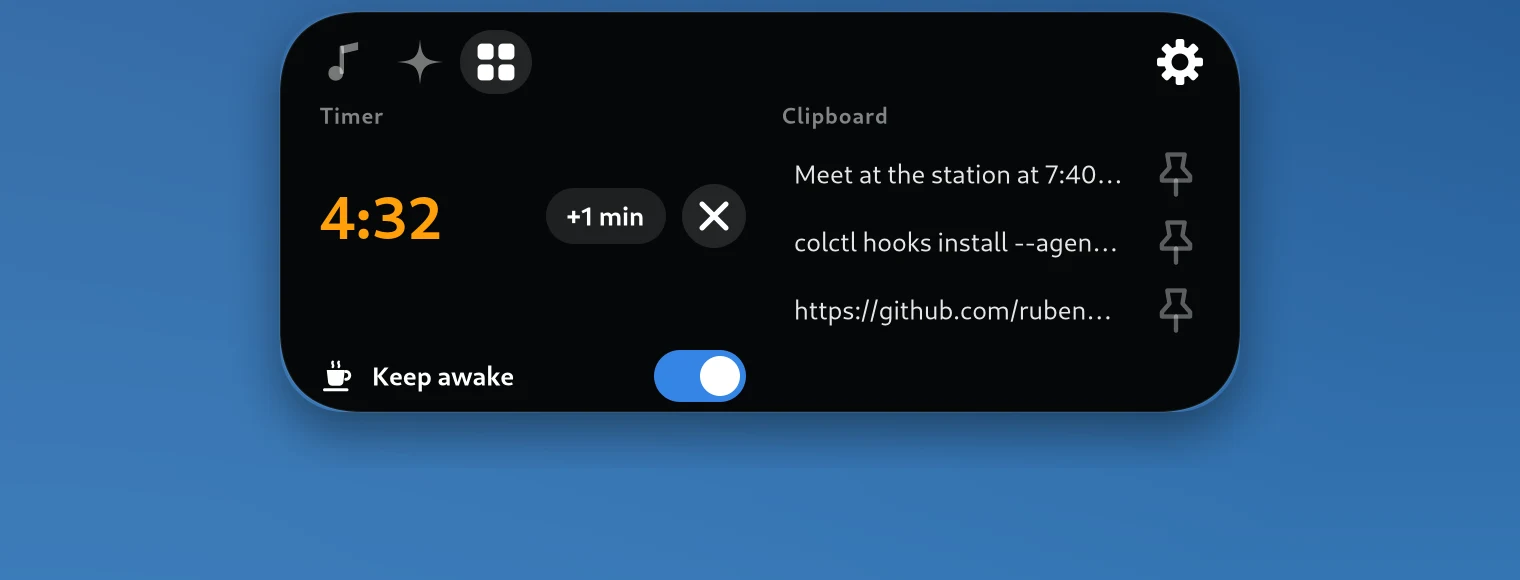 Timer
4:32
+1 min
Keep awake
Clipboard
Meet at the station at 7:40...
colctl hooks install --agen...
https://github.com/ruben...